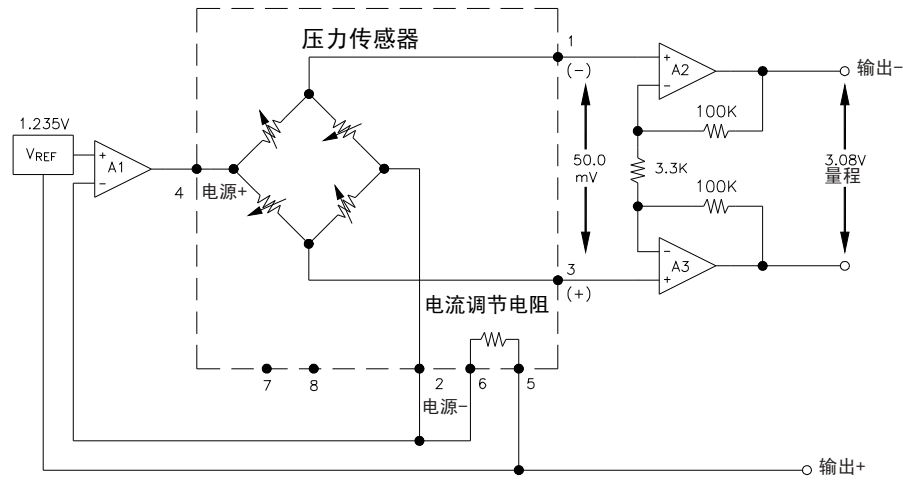 压力传感器
1
(-)
+
A2
-
输出-
1.235V
VREF
+
A1
-
4
电源+
100K
50.0
mV
3.3K
3.08V
量程
100K
3
(+)
-
A3
+
电流调节电阻
7
8
2
6
5
电源-
输出+